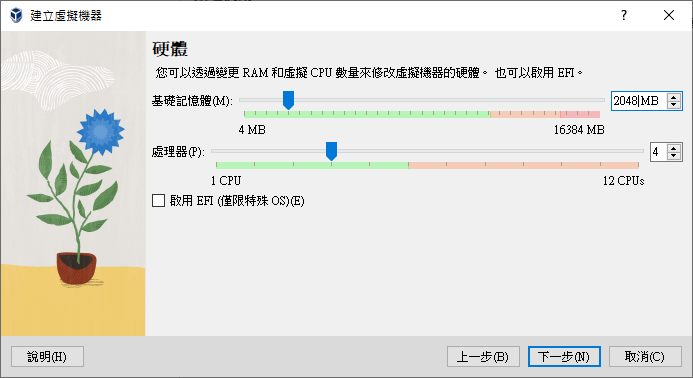 建立虛擬機器
硬體
您可以透過變更 RAM 和虛擬 CPU 數量來修改虛擬機器的硬體。 也可以啟用 EFI。
基礎記憶體(M): 2048 MB
4 MB 16384 MB
處理器(P): 4
1 CPU 12 CPUs
啟用 EFI (僅限特殊 OS)(E)
說明(H) 上一步(B) 下一步(N) 取消(C)